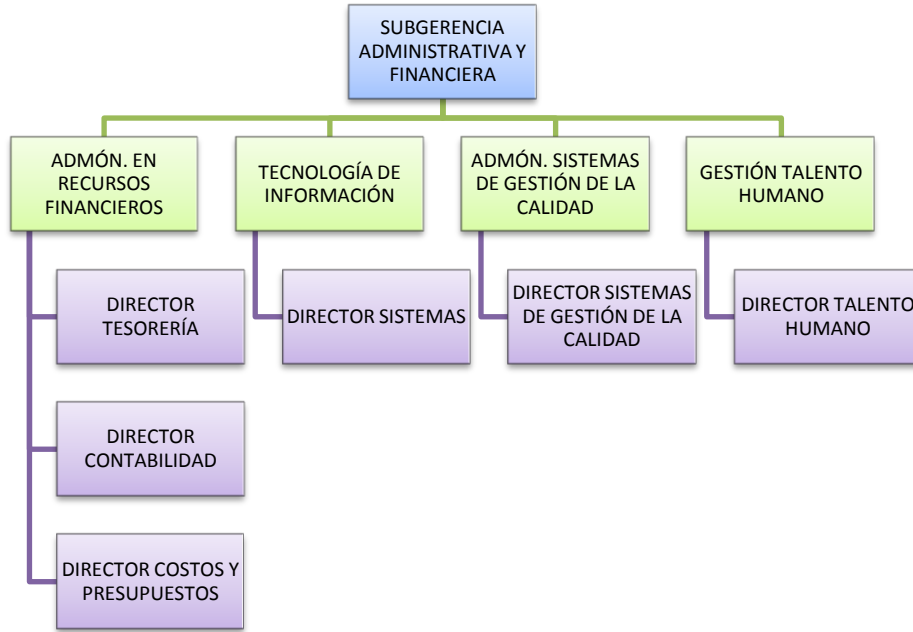 SUBGERENCIA
ADMINISTRATIVA Y
FINANCIERA
ADMÓN. EN
RECURSOS
FINANCIEROS
TECNOLOGÍA DE
INFORMACIÓN
ADMÓN. SISTEMAS
DE GESTIÓN DE LA
CALIDAD
GESTIÓN TALENTO
HUMANO
DIRECTOR
TESORERÍA
DIRECTOR SISTEMAS
DIRECTOR SISTEMAS
DE GESTIÓN DE LA
CALIDAD
DIRECTOR TALENTO
HUMANO
DIRECTOR
CONTABILIDAD
DIRECTOR COSTOS Y
PRESUPUESTOS